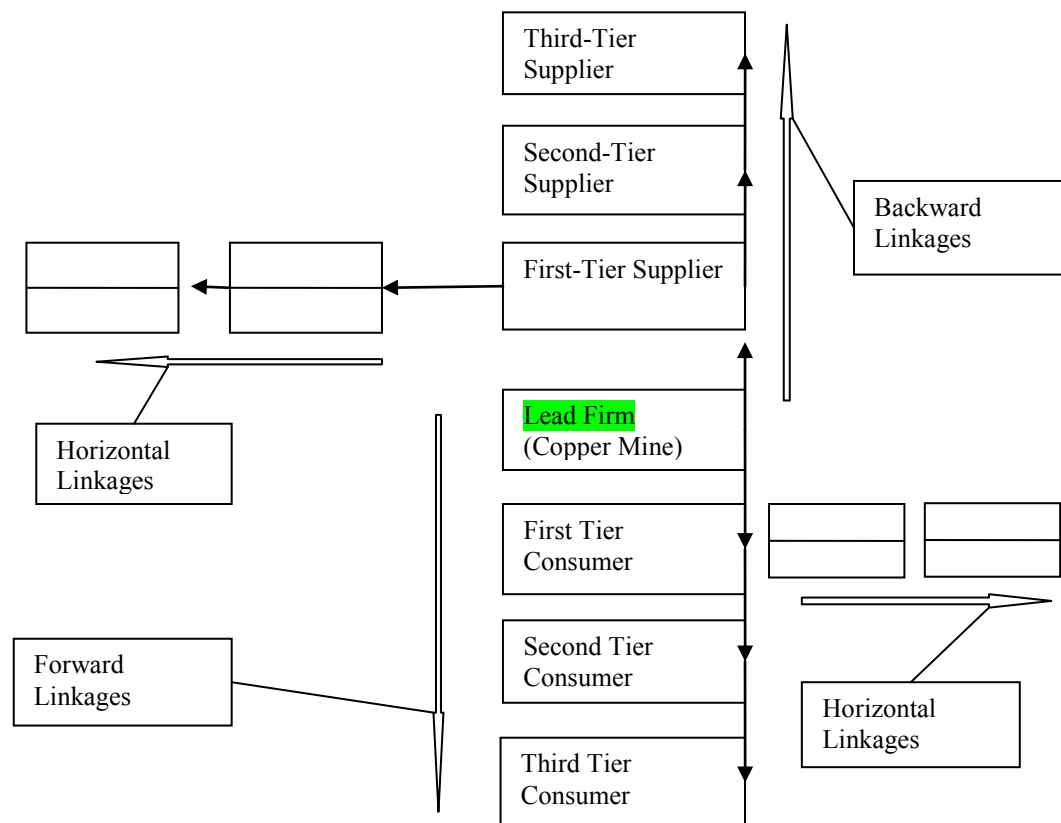 Third-Tier
Supplier
Second-Tier
Supplier
Backward
Linkages
First-Tier Supplier
Lead Firm
(Copper Mine)
Horizontal
Linkages
First Tier
Consumer
Second Tier
Consumer
Forward
Linkages
Horizontal
Linkages
Third Tier
Consumer